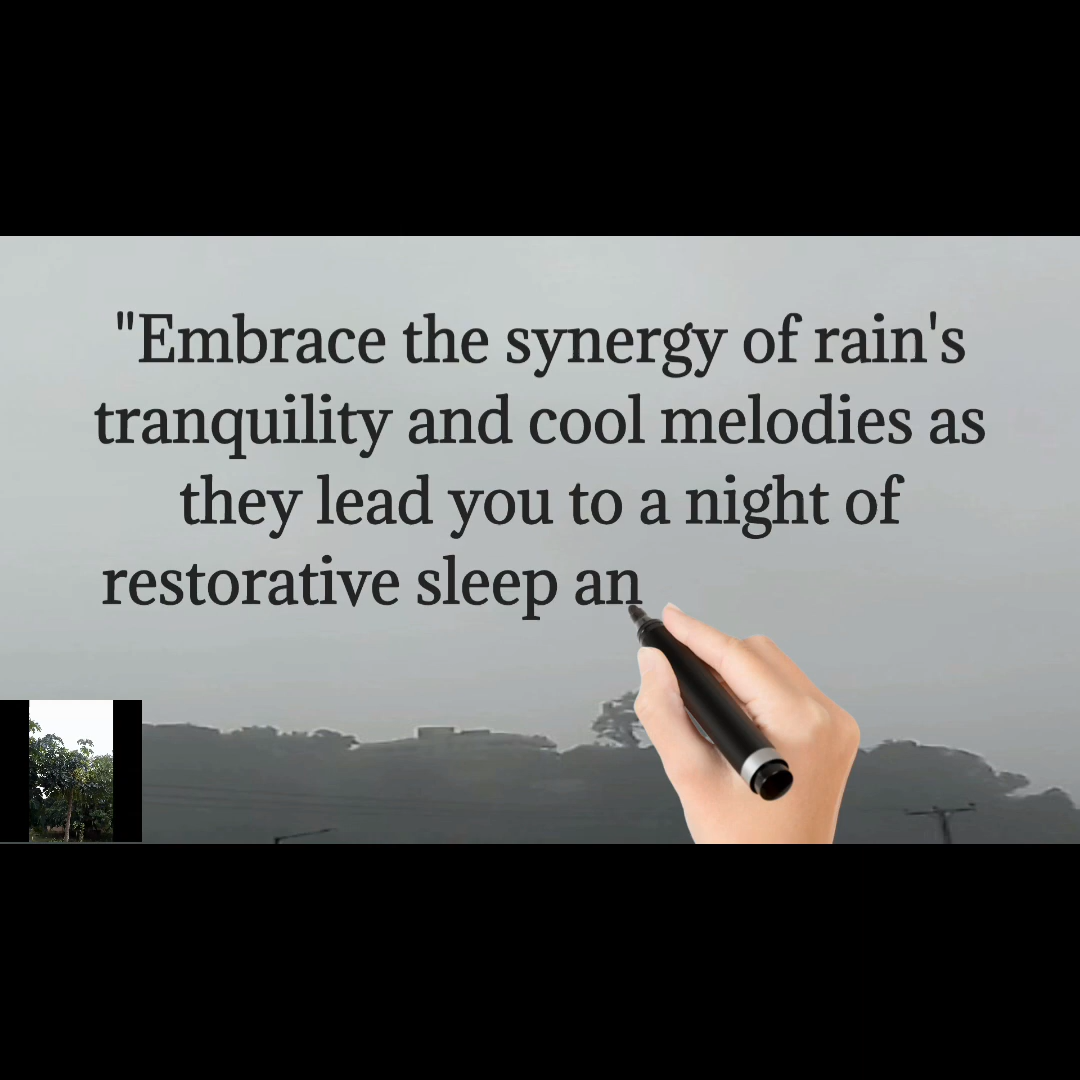 "Embrace the synergy of rain's
tranquility and cool melodies as
they lead you to a night of
restorative sleep an